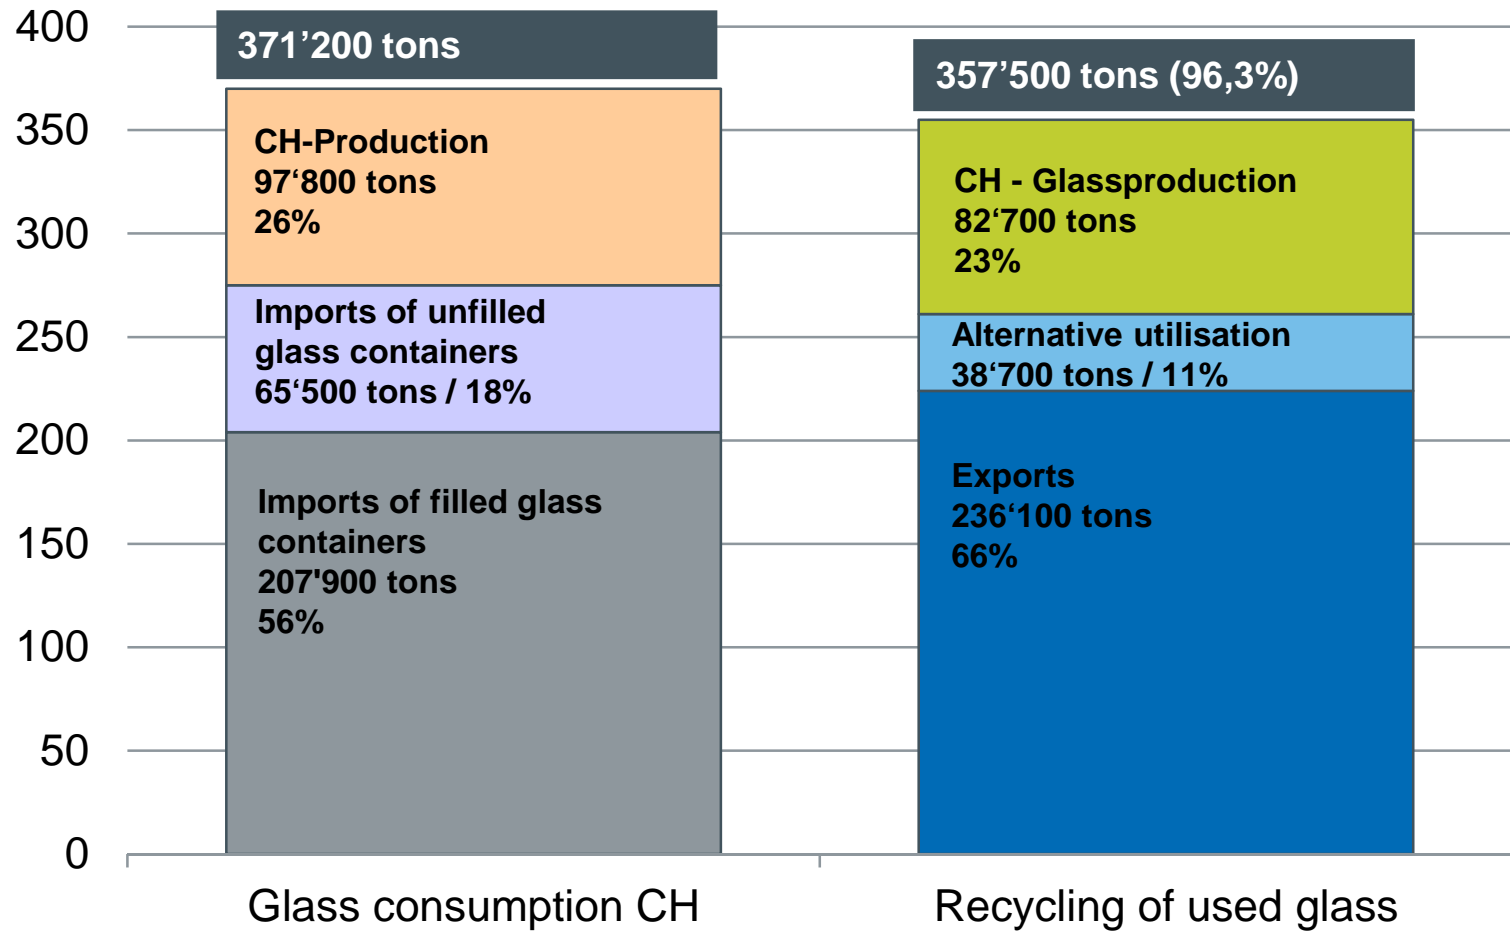 400
350
300
250
200
150
100
50
0
371’200 tons
CH-Production
97‘800 tons
26%
Imports of unfilled
glass containers
65‘500 tons / 18%
Imports of filled glass
containers
207'900 tons
56%
Glass consumption CH
357’500 tons (96,3%)
CH - Glassproduction
82‘700 tons
23%
Alternative utilisation
38‘700 tons / 11%
Exports
236‘100 tons
66%
Recycling of used glass